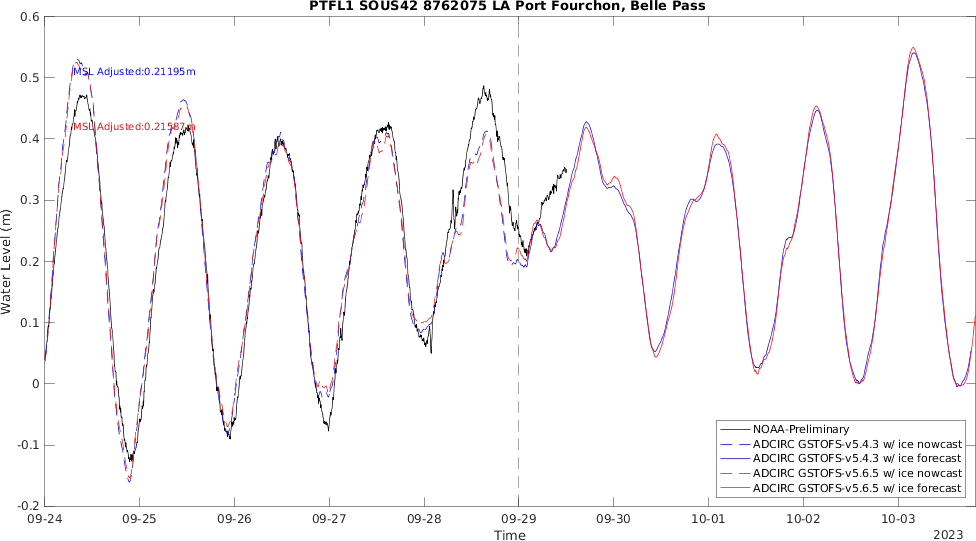 PTFL1 SOUS42 8762075 LA Port Fourchon, Belle Pass
0.6
0.5
0.4
0.3
0.2
0.1
0
-0.1
-0.2
Water Level (m)
MSL Adjusted:0.21195m
MSL Adjusted:0.21587m
NOAA-Preliminary
ADCIRC GSTOFS-v5.4.3 w/ ice nowcast
ADCIRC GSTOFS-v5.4.3 w/ ice forecast
ADCIRC GSTOFS-v5.6.5 w/ ice nowcast
ADCIRC GSTOFS-v5.6.5 w/ ice forecast
09-24 09-25 09-26 09-27 09-28 09-29 09-30 10-01 10-02 10-03
Time
2023